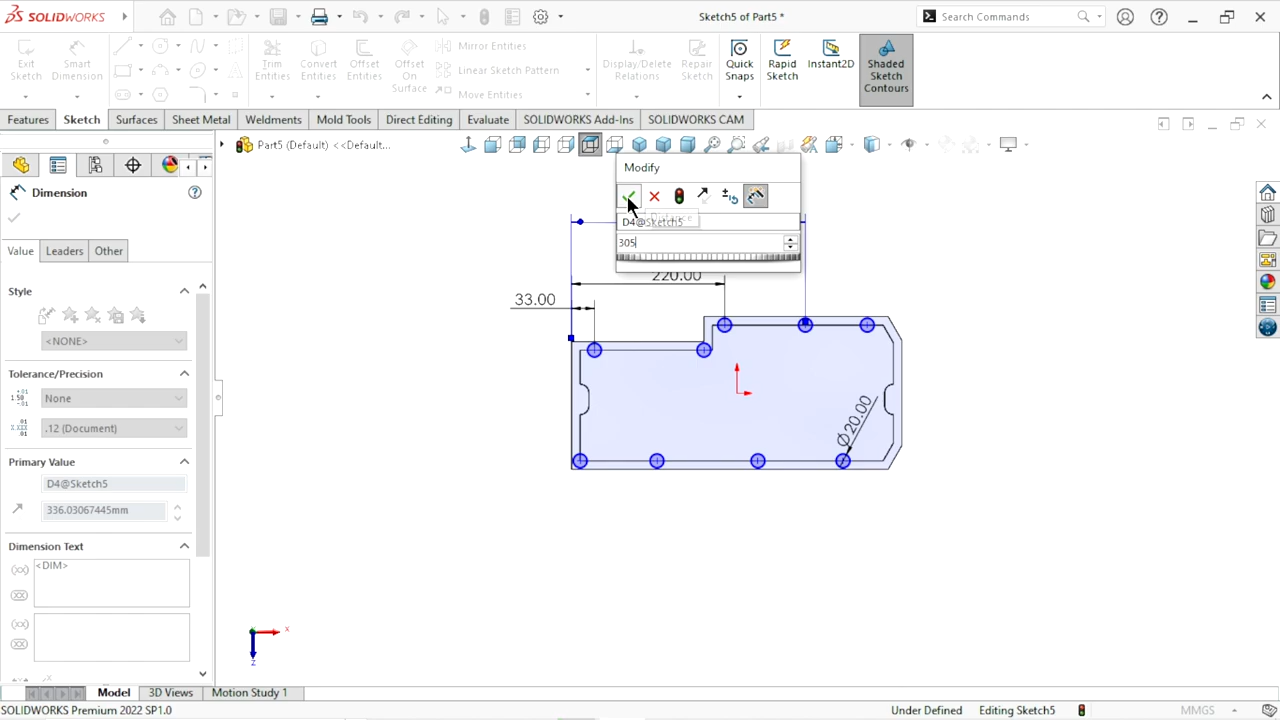 SOLIDWORKS
Sketch5 of Part5 *
Search Commands
Exit Sketch
Smart Dimension
Trim Entities
Convert Entities
Offset Entities
Offset On Surface
Mirror Entities
Linear Sketch Pattern
Move Entities
Display/Delete Relations
Repair Sketch
Quick Snaps
Rapid Sketch
Instant2D
Shaded Sketch Contours
Features
Sketch
Surfaces
Sheet Metal
Weldments
Mold Tools
Direct Editing
Evaluate
SOLIDWORKS Add-Ins
SOLIDWORKS CAM
Part5 (Default) <<Default...
Dimension
Value
Leaders
Other
Style
<NONE>
Tolerance/Precision
None
.12 (Document)
Primary Value
D4@Sketch5
336.03067445mm
Dimension Text
<DIM>
Modify
D4@Sketch5
305
220.00
33.00
Ø20.00
x
z
Model
3D Views
Motion Study 1
SOLIDWORKS Premium 2022 SP1.0
Under Defined
Editing Sketch5
MMGS